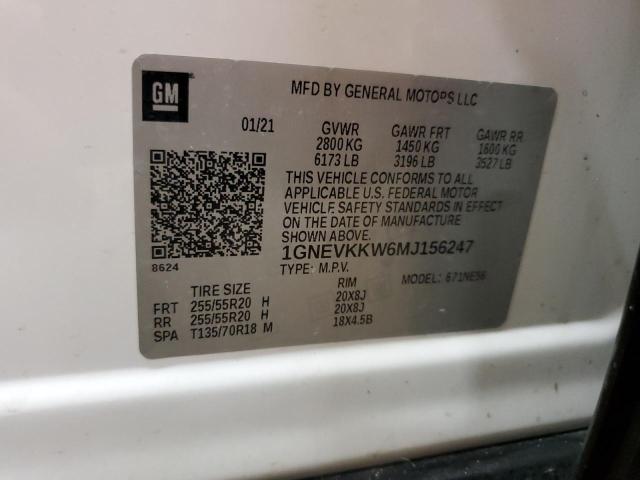 GM
MFD BY GENERAL MOTORS LLC
01/21 GVWR GAWR FRT GAWR RR
2800 KG 1450 KG 1600 KG
6173 LB 3196 LB 3527 LB
THIS VEHICLE CONFORMS TO ALL
APPLICABLE U.S. FEDERAL MOTOR
VEHICLE SAFETY STANDARDS IN EFFECT
ON THE DATE OF MANUFACTURE
SHOWN ABOVE.
8624
1GNEVKKW6MJ156247
TYPE: M.P.V. MODEL: 671NE56
TIRE SIZE RIM
FRT 255/55R20 H 20X8J
RR 255/55R20 H 20X8J
SPA T135/70R18 M 18X4.5B